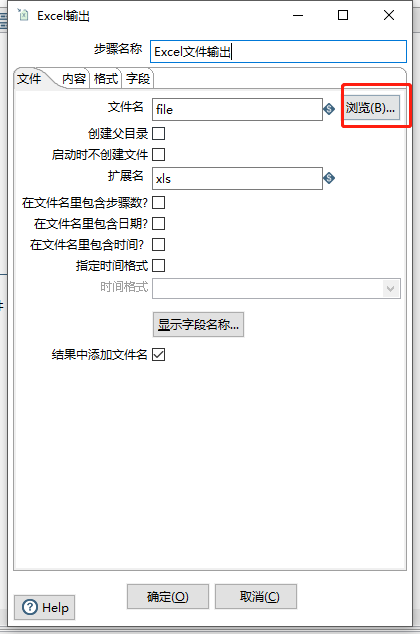 Excel输出
步骤名称 Excel文件输出
文件 内容 格式 字段
文件名 file 浏览(B)...
创建父目录
启动时不创建文件
扩展名 xls
在文件名里包含步骤数?
在文件名里包含日期?
在文件名里包含时间?
指定时间格式
时间格式
显示字段名称...
结果中添加文件名
Help 确定(O) 取消(C)